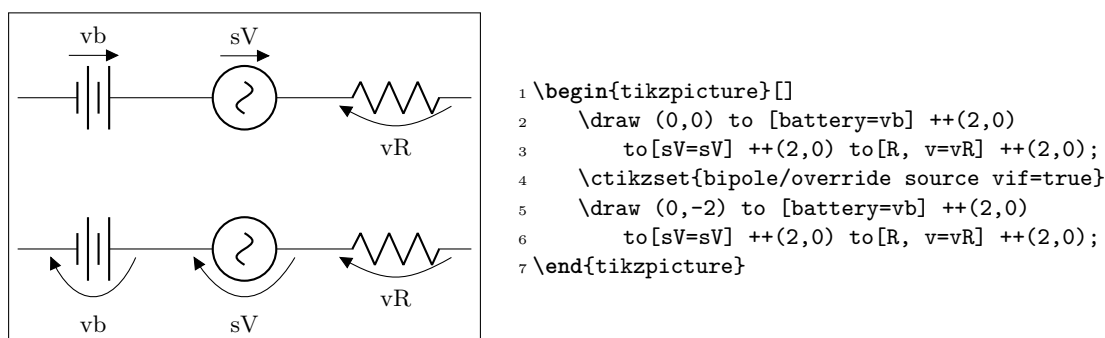 vb
sV
vR
vb
sV
vR
1 \begin{tikzpicture}[]
2 \draw (0,0) to [battery=vb] ++(2,0)
3 to[sV=sV] ++(2,0) to[R, v=vR] ++(2,0);
4 \ctikzset{bipole/override source vif=true}
5 \draw (0,-2) to [battery=vb] ++(2,0)
6 to[sV=sV] ++(2,0) to[R, v=vR] ++(2,0);
7 \end{tikzpicture}